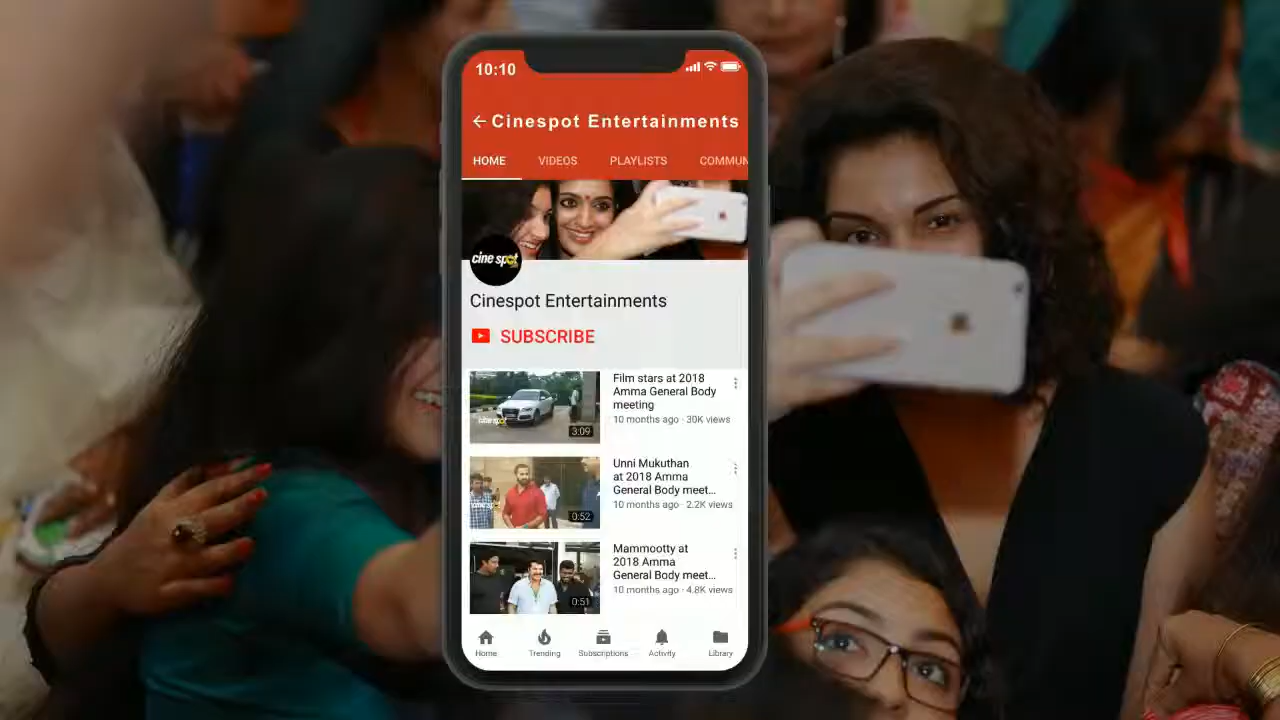 10:10
Cinespot Entertainments
HOME VIDEOS PLAYLISTS COMMUN
cine spot
Cinespot Entertainments
SUBSCRIBE
Film stars at 2018
Amma General Body
meeting
10 months ago · 30K views
cine spot
3:09
Unni Mukuthan
at 2018 Amma
General Body meet...
10 months ago · 2.2K views
0:52
Mammootty at
2018 Amma
General Body meet...
10 months ago · 4.8K views
0:51
Home Trending Subscriptions Activity Library